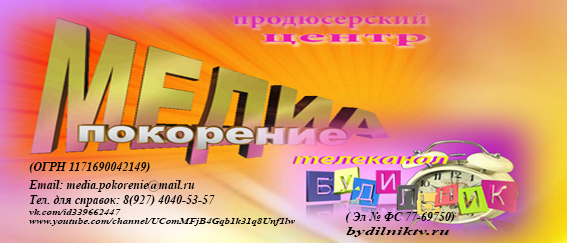 продюсерский
центр
МЕДИА
покорение
телеканал
БУДИЛЬНИК
(ОГРН 1171690042149)
Email: media.pokorenie@mail.ru
Тел. для справок: 8(927) 4040-53-57
vk.com/id339662447
www.youtube.com/channel/UComMFjB4Gqb1k31q8Unf1lw
( Эл № ФС 77-69750)
bydilniktv.ru